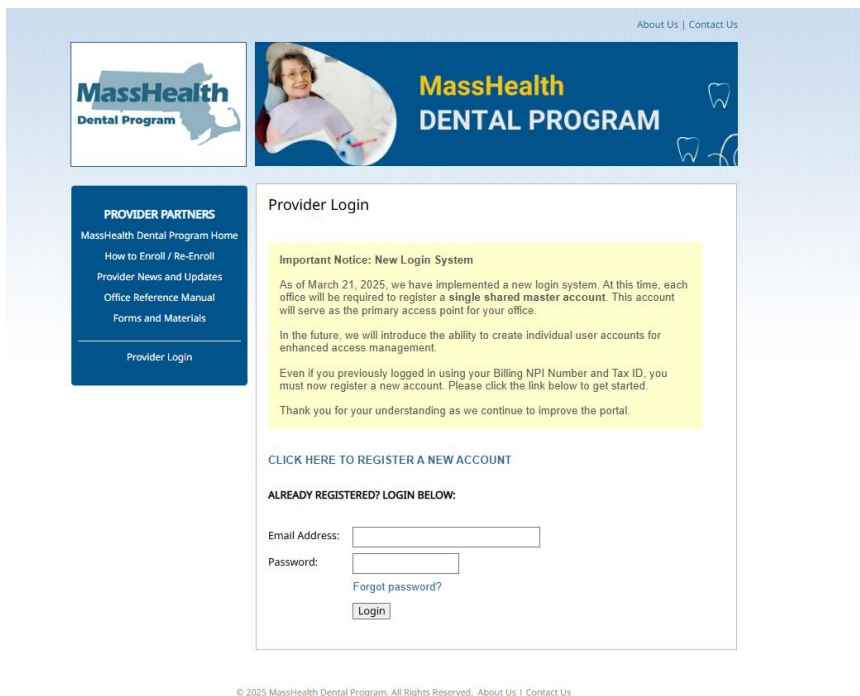 About Us | Contact Us
MassHealth
Dental Program
MassHealth
DENTAL PROGRAM
PROVIDER PARTNERS
MassHealth Dental Program Home
How to Enroll / Re-Enroll
Provider News and Updates
Office Reference Manual
Forms and Materials
Provider Login
Provider Login
Important Notice: New Login System
As of March 21, 2025, we have implemented a new login system. At this time, each
office will be required to register a single shared master account. This account
will serve as the primary access point for your office.
In the future, we will introduce the ability to create individual user accounts for
enhanced access management.
Even if you previously logged in using your Billing NPI Number and Tax ID, you
must now register a new account. Please click the link below to get started.
Thank you for your understanding as we continue to improve the portal.
CLICK HERE TO REGISTER A NEW ACCOUNT
ALREADY REGISTERED? LOGIN BELOW:
Email Address:
Password:
Forgot password?
Login
© 2025 MassHealth Dental Program. All Rights Reserved. About Us | Contact Us